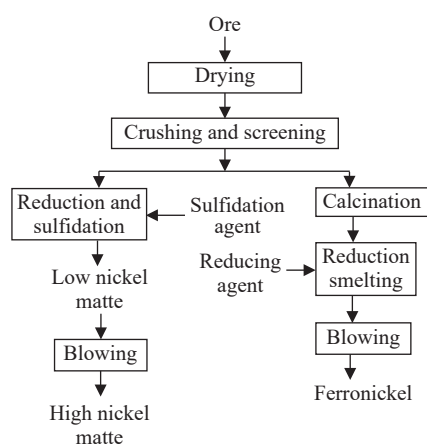 Ore
Drying
Crushing and screening
Reduction and
sulfidation
Sulfidation
agent
Low nickel
matte
Blowing
High nickel
matte
Calcination
Reducing
agent
Reduction
smelting
Blowing
Ferronickel